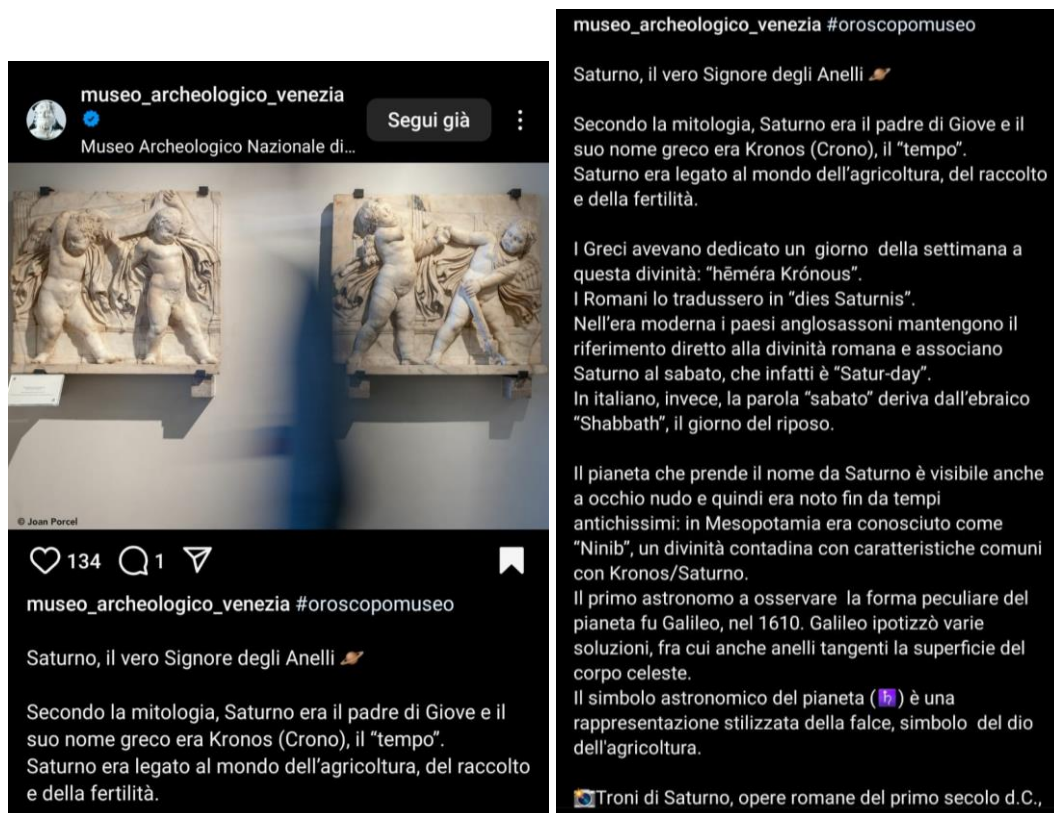 museo_archeologico_venezia
Segui già
Museo Archeologico Nazionale di...
© Joan Porcel
134
1
museo_archeologico_venezia #oroscopomuseo
Saturno, il vero Signore degli Anelli 🪐
Secondo la mitologia, Saturno era il padre di Giove e il
suo nome greco era Kronos (Crono), il “tempo”.
Saturno era legato al mondo dell’agricoltura, del raccolto
e della fertilità.
museo_archeologico_venezia #oroscopomuseo
Saturno, il vero Signore degli Anelli 🪐
Secondo la mitologia, Saturno era il padre di Giove e il
suo nome greco era Kronos (Crono), il “tempo”.
Saturno era legato al mondo dell’agricoltura, del raccolto
e della fertilità.
I Greci avevano dedicato un giorno della settimana a
questa divinità: “hēméra Krónous”.
I Romani lo tradussero in “dies Saturnis”.
Nell’era moderna i paesi anglosassoni mantengono il
riferimento diretto alla divinità romana e associano
Saturno al sabato, che infatti è “Satur-day”.
In italiano, invece, la parola “sabato” deriva dall’ebraico
“Shabbath”, il giorno del riposo.
Il pianeta che prende il nome da Saturno è visibile anche
a occhio nudo e quindi era noto fin da tempi
antichissimi: in Mesopotamia era conosciuto come
“Ninib”, un divinità contadina con caratteristiche comuni
con Kronos/Saturno.
Il primo astronomo a osservare la forma peculiare del
pianeta fu Galileo, nel 1610. Galileo ipotizzò varie
soluzioni, fra cui anche anelli tangenti la superficie del
corpo celeste.
Il simbolo astronomico del pianeta (♄) è una
rappresentazione stilizzata della falce, simbolo del dio
dell'agricoltura.
📸Troni di Saturno, opere romane del primo secolo d.C.,